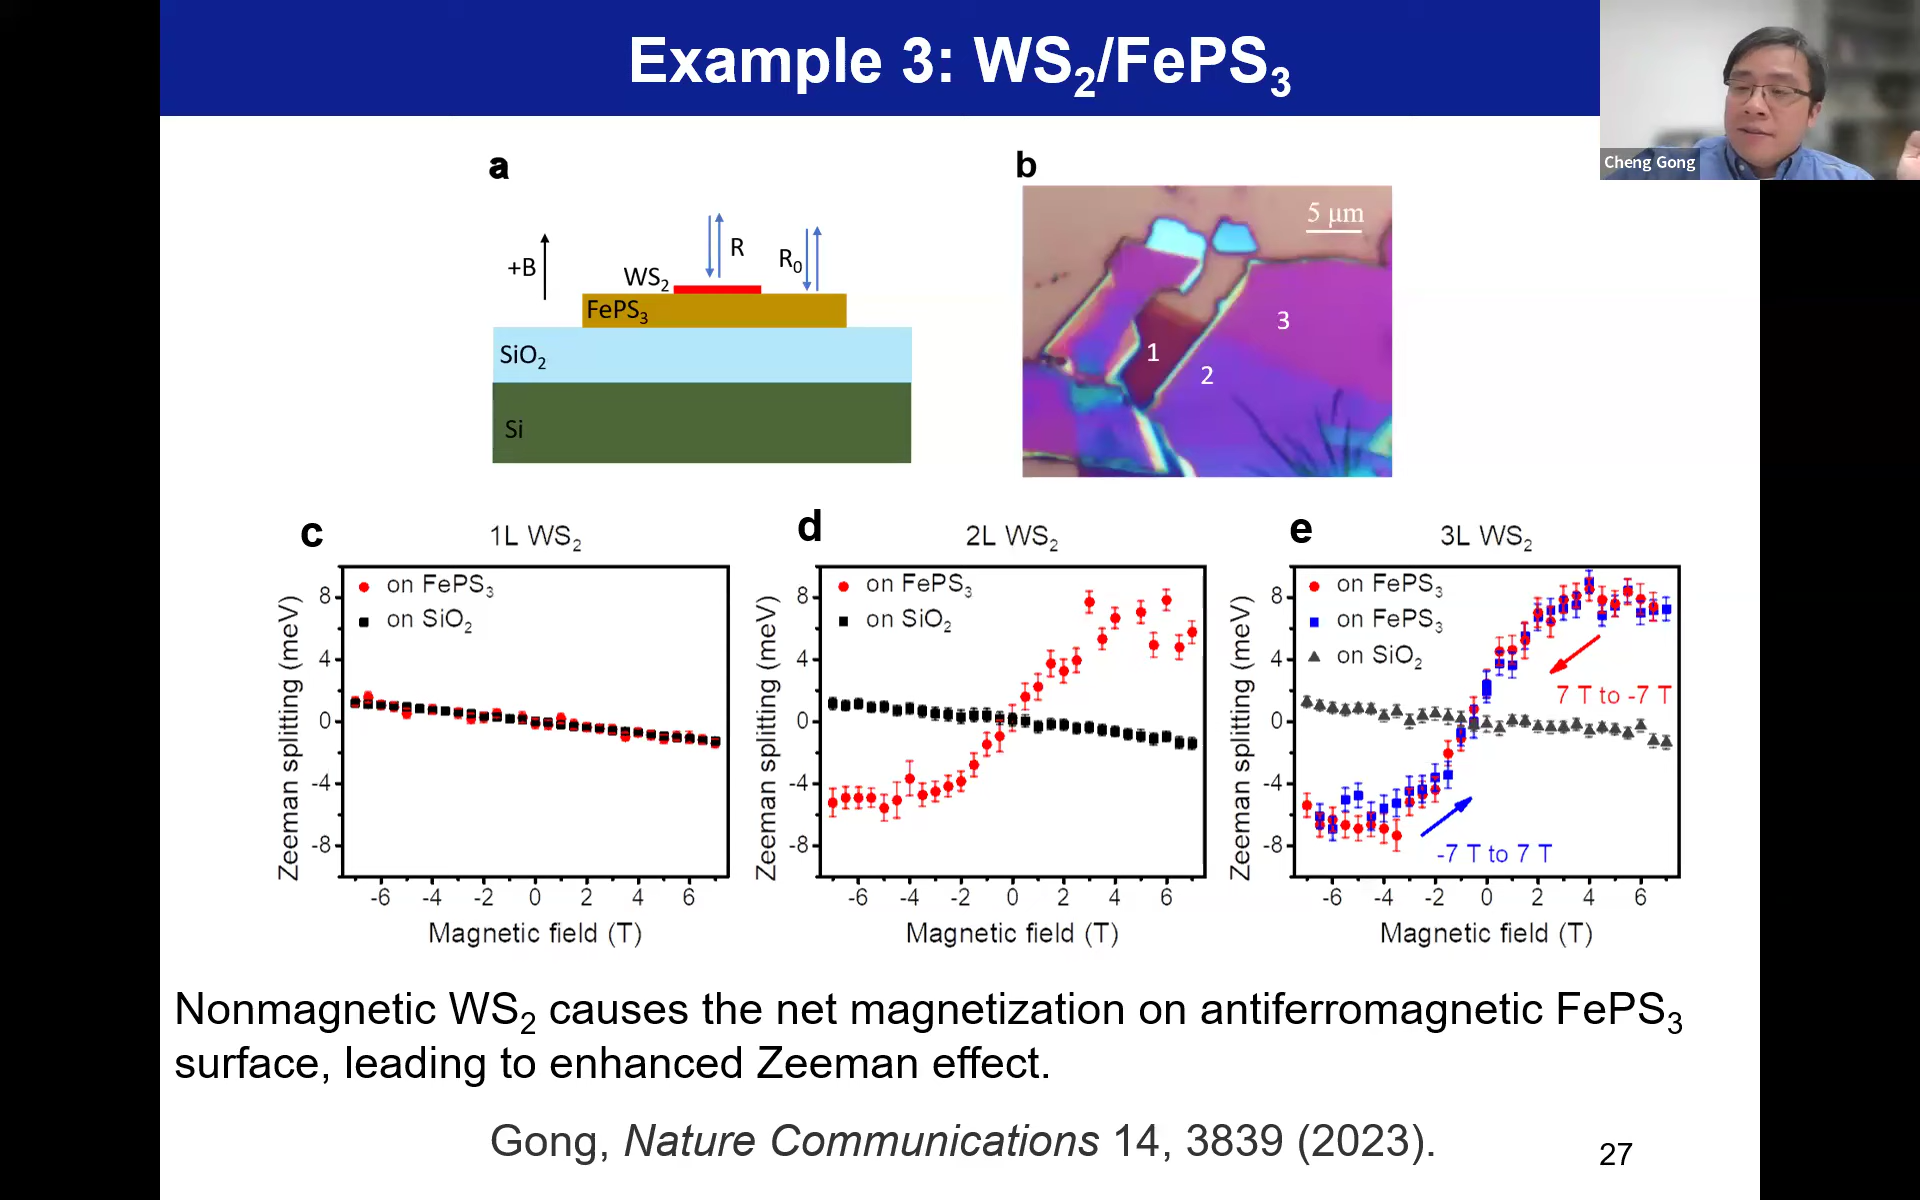 Example 3: WS₂/FePS₃
Cheng Gong
a
+B
WS₂
R
R₀
FePS₃
SiO₂
Si
b
5 μm
1
2
3
c
1L WS₂
on FePS₃
on SiO₂
Zeeman splitting (meV)
8
4
0
-4
-8
-6 -4 -2 0 2 4 6
Magnetic field (T)
d
2L WS₂
on FePS₃
on SiO₂
Zeeman splitting (meV)
8
4
0
-4
-8
-6 -4 -2 0 2 4 6
Magnetic field (T)
e
3L WS₂
on FePS₃
on FePS₃
on SiO₂
7 T to -7 T
-7 T to 7 T
Zeeman splitting (meV)
8
4
0
-4
-8
-6 -4 -2 0 2 4 6
Magnetic field (T)
Nonmagnetic WS₂ causes the net magnetization on antiferromagnetic FePS₃
surface, leading to enhanced Zeeman effect.
Gong, Nature Communications 14, 3839 (2023).
27